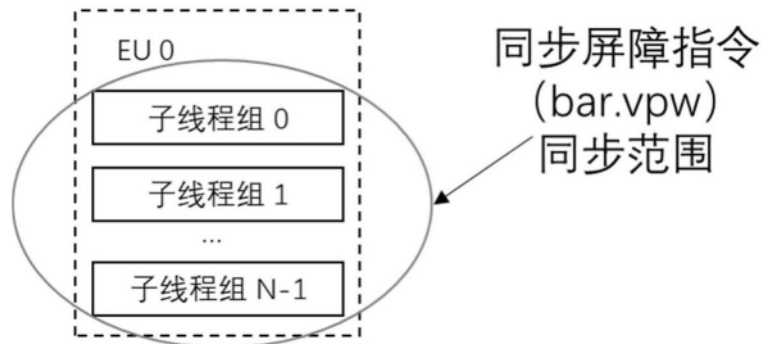 EU 0
子线程组 0
子线程组 1
...
子线程组 N-1
同步屏障指令
（bar.vpw）
同步范围